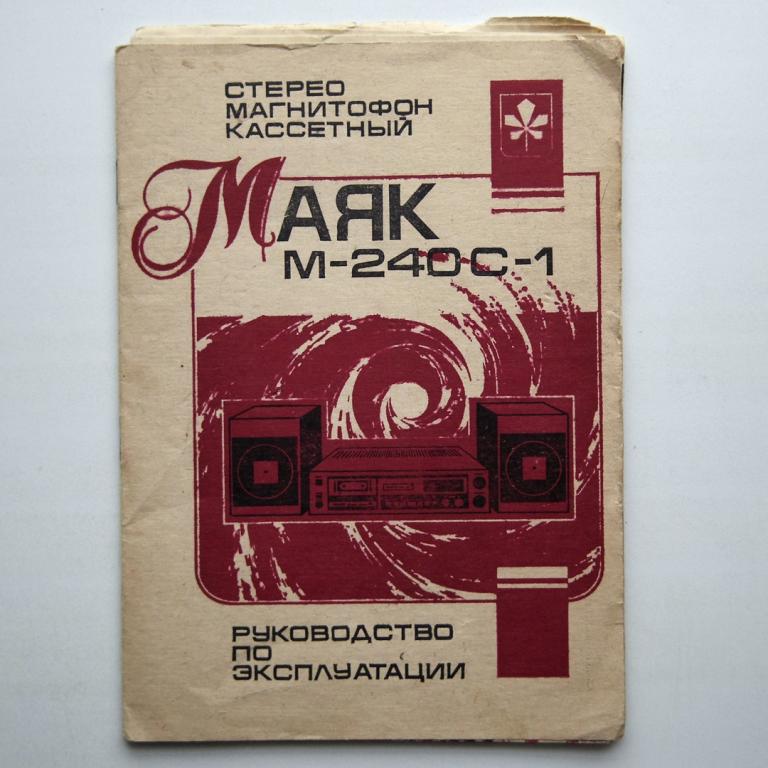 СТЕРЕО
МАГНИТОФОН
КАССЕТНЫЙ
МАЯК
М-240С-1
РУКОВОДСТВО
ПО
ЭКСПЛУАТАЦИИ